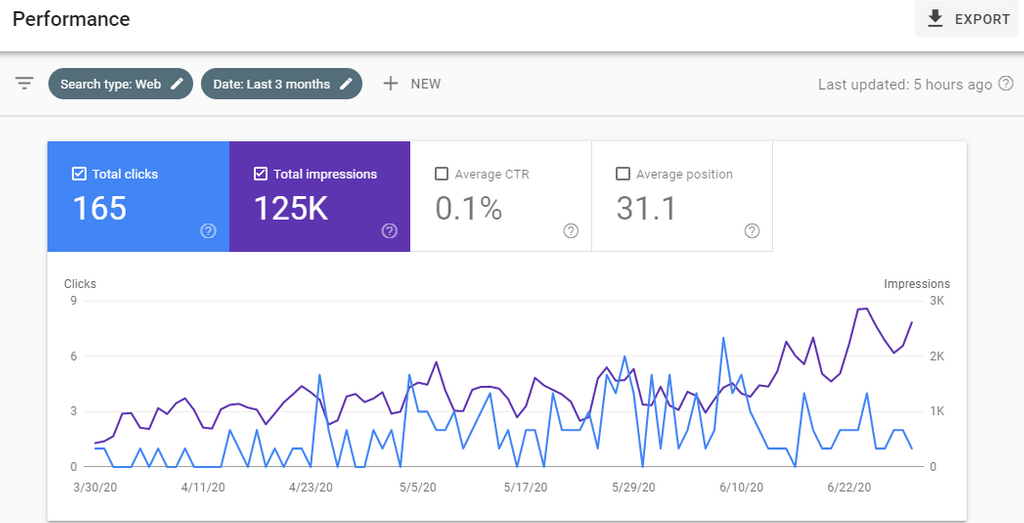 Performance
EXPORT
Search type: Web
Date: Last 3 months
NEW
Last updated: 5 hours ago
Total clicks
165
Total impressions
125K
Average CTR
0.1%
Average position
31.1
Clicks
Impressions
9
3K
6
2K
3
1K
0
0
3/30/20
4/11/20
4/23/20
5/5/20
5/17/20
5/29/20
6/10/20
6/22/20